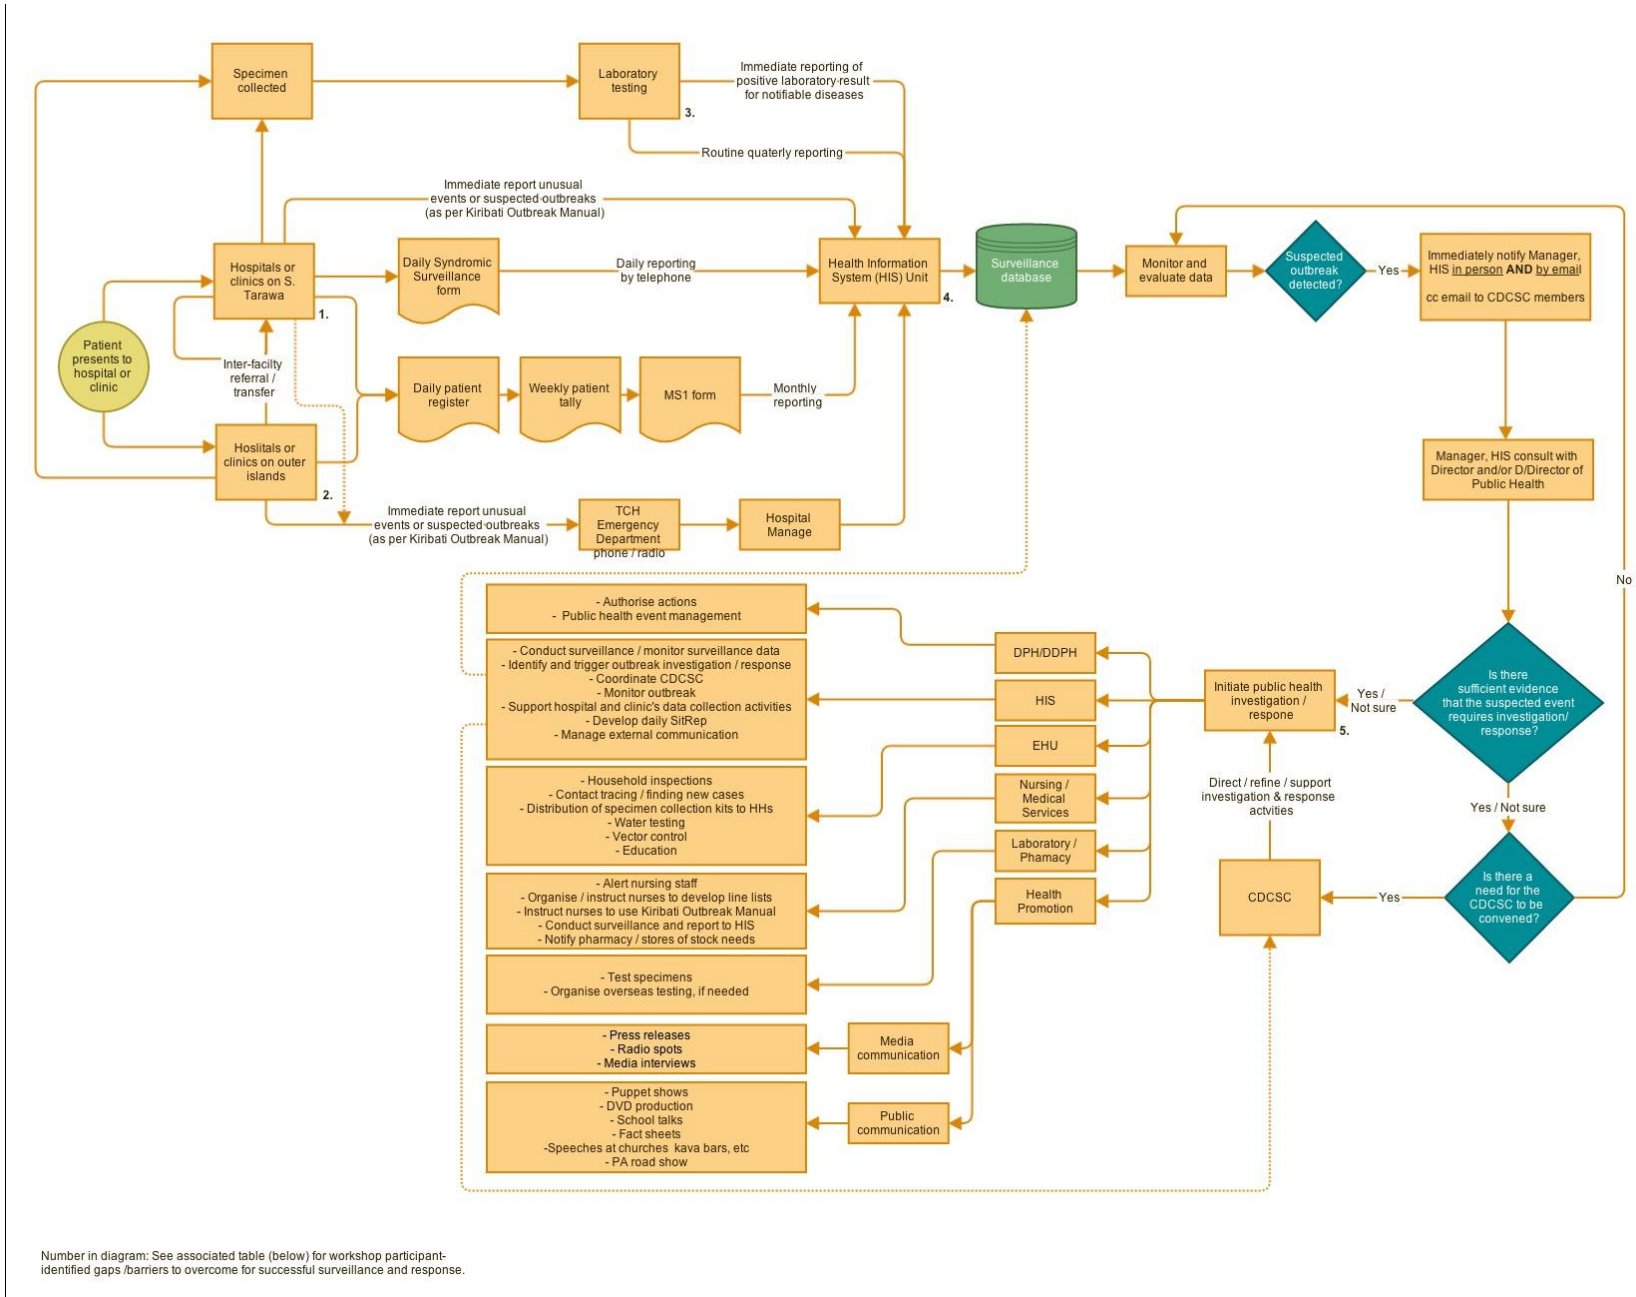 Specimen
collected
Laboratory
testing
3.
Immediate reporting of
positive laboratory result
for notifiable diseases
Routine quaterly reporting
Immediate report unusual
events or suspected outbreaks
(as per Kiribati Outbreak Manual)
Hospitals or
clinics on S.
Tarawa
1.
Daily Syndromic
Surveillance
form
Daily reporting
by telephone
Health Information
System (HIS) Unit
4.
Surveillance
database
Monitor and
evaluate data
Suspected
outbreak
detected?
Yes
Immediately notify Manager,
HIS in person AND by email
cc email to CDCSC members
Patient
presents to
hospital or
clinic
Inter-facilty
referral /
transfer
Daily patient
register
Weekly patient
tally
MS1 form
Monthly
reporting
Hoslitals or
clinics on outer
islands
2.
Immediate report unusual
events or suspected outbreaks
(as per Kiribati Outbreak Manual)
TCH
Emergency
Department
phone / radio
Hospital
Manage
Manager, HIS consult with
Director and/or D/Director of
Public Health
No
- Authorise actions
- Public health event management
- Conduct surveillance / monitor surveillance data
- Identify and trigger outbreak investigation / response
- Coordinate CDCSC
- Monitor outbreak
- Support hospital and clinic's data collection activities
- Develop daily SitRep
- Manage external communication
- Household inspections
- Contact tracing / finding new cases
- Distribution of specimen collection kits to HHs
- Water testing
- Vector control
- Education
- Alert nursing staff
- Organise / instruct nurses to develop line lists
- Instruct nurses to use Kiribati Outbreak Manual
- Conduct surveillance and report to HIS
- Notify pharmacy / stores of stock needs
- Test specimens
- Organise overseas testing, if needed
- Press releases
- Radio spots
- Media interviews
- Puppet shows
- DVD production
- School talks
- Fact sheets
-Speeches at churches kava bars, etc
- PA road show
DPH/DDPH
HIS
EHU
Nursing /
Medical
Services
Laboratory /
Phamacy
Health
Promotion
Media
communication
Public
communication
Initiate public health
investigation /
respone
5.
Yes /
Not sure
Is there
sufficient evidence
that the suspected event
requires investigation/
response?
Direct / refine / support
investigation & response
actvities
Yes / Not sure
CDCSC
Yes
Is there a
need for the
CDCSC to be
convened?
Number in diagram: See associated table (below) for workshop participant-
identified gaps /barriers to overcome for successful surveillance and response.